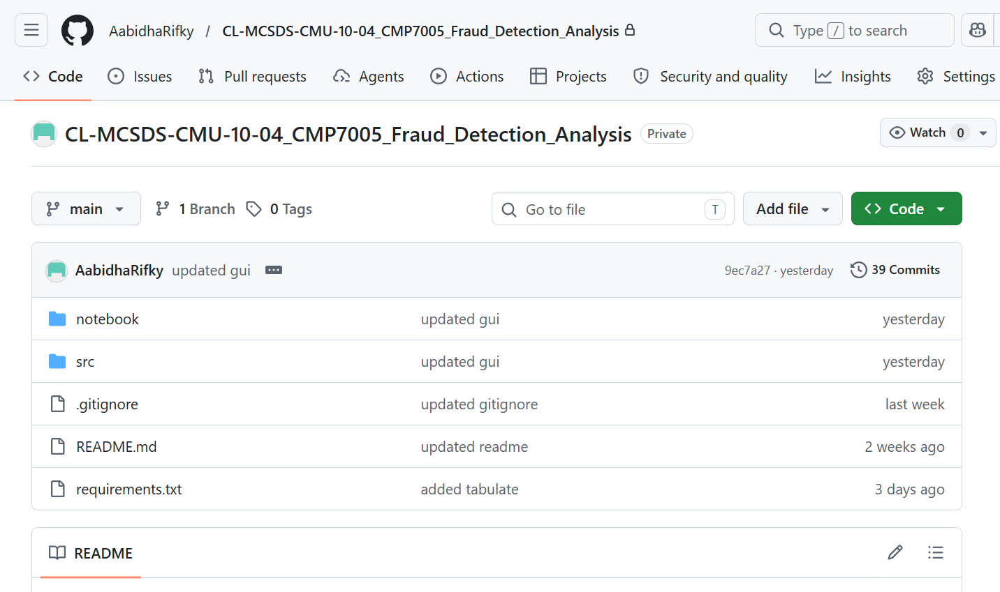 AabidhaRifky / CL-MCSDS-CMU-10-04_CMP7005_Fraud_Detection_Analysis Type / to search
Code Issues Pull requests Agents Actions Projects Security and quality Insights Settings
CL-MCSDS-CMU-10-04_CMP7005_Fraud_Detection_Analysis Private Watch 0
main 1 Branch 0 Tags Go to file T Add file Code
AabidhaRifky updated gui 9ec7a27 · yesterday 39 Commits
notebook updated gui yesterday
src updated gui yesterday
.gitignore updated gitignore last week
README.md updated readme 2 weeks ago
requirements.txt added tabulate 3 days ago
README